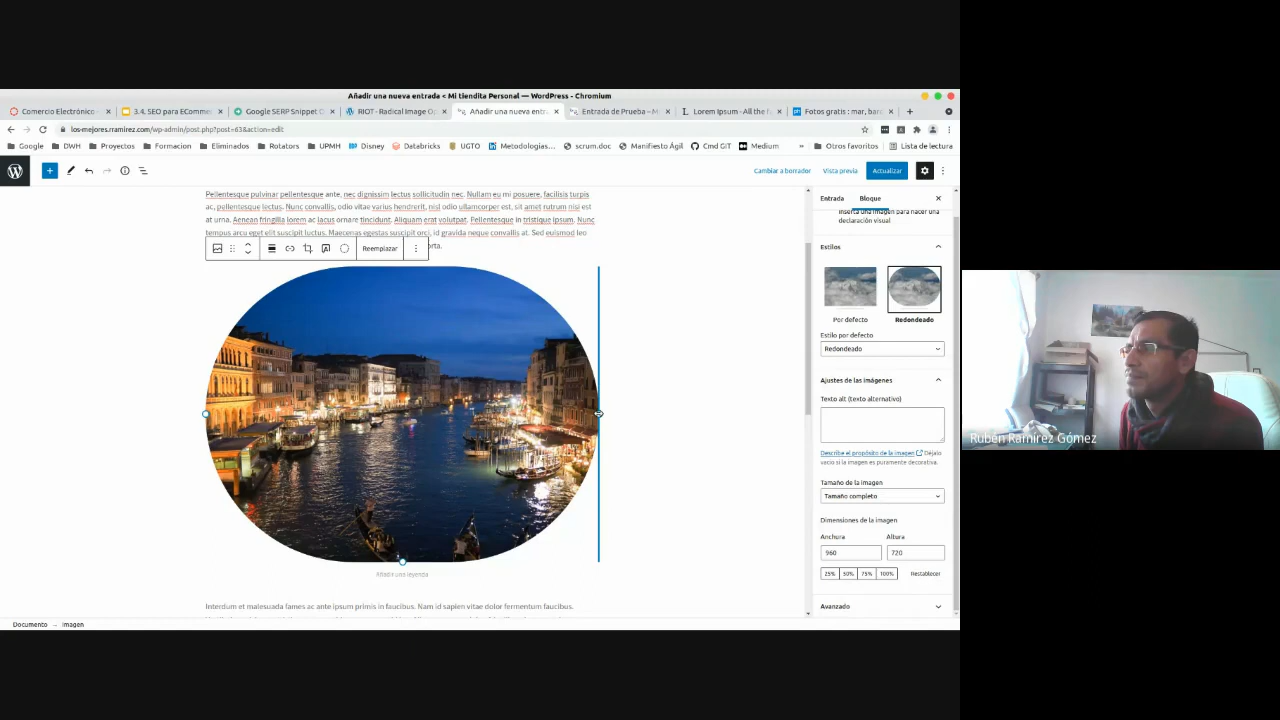 Añadir una nueva entrada < Mi tiendita Personal — WordPress - Chromium
Comercio Electrónico
3.4. SEO para ECommer
Google SERP Snippet O
RIOT - Radical Image Op
Añadir una nueva entr
Entrada de Prueba – M
Lorem Ipsum - All the f
Fotos gratis : mar, bar
los-mejores.rramirez.com/wp-admin/post.php?post=63&action=edit
Google
DWH
Proyectos
Formacion
Eliminados
Rotators
UPMH
Disney
Databricks
UGTO
Metodologías...
scrum.doc
Manifiesto Ágil
Cmd GIT
Medium
Otros favoritos
Lista de lectura
Cambiar a borrador
Vista previa
Actualizar
Pellentesque pulvinar pellentesque ante, nec dignissim lectus sollicitudin nec. Nullam eu mi posuere, facilisis turpis
ac, pellentesque lectus. Nunc convallis, odio vitae varius hendrerit, nisl odio ullamcorper est, sit amet rutrum nisi est
at urna. Aenean fringilla lorem ac lacus ornare tincidunt. Aliquam erat volutpat. Pellentesque in tristique ipsum. Nunc
tempus arcu eget elit suscipit luctus. Maecenas egestas suscipit orci, id gravida neque convallis at. Sed euismod leo
orta.
Reemplazar
Añadir una leyenda
Interdum et malesuada fames ac ante ipsum primis in faucibus. Nam id sapien vitae dolor fermentum faucibus.
Documento → Imagen
Entrada
Bloque
Inserta una imagen para hacer una
declaración visual
Estilos
Por defecto
Redondeado
Estilo por defecto
Redondeado
Ajustes de las imágenes
Texto alt (texto alternativo)
Describe el propósito de la imagen Déjalo
vacío si la imagen es puramente decorativa.
Tamaño de la imagen
Tamaño completo
Dimensiones de la imagen
Anchura
Altura
960
720
25%
50%
75%
100%
Restablecer
Avanzado
Rubén Ramírez Gómez